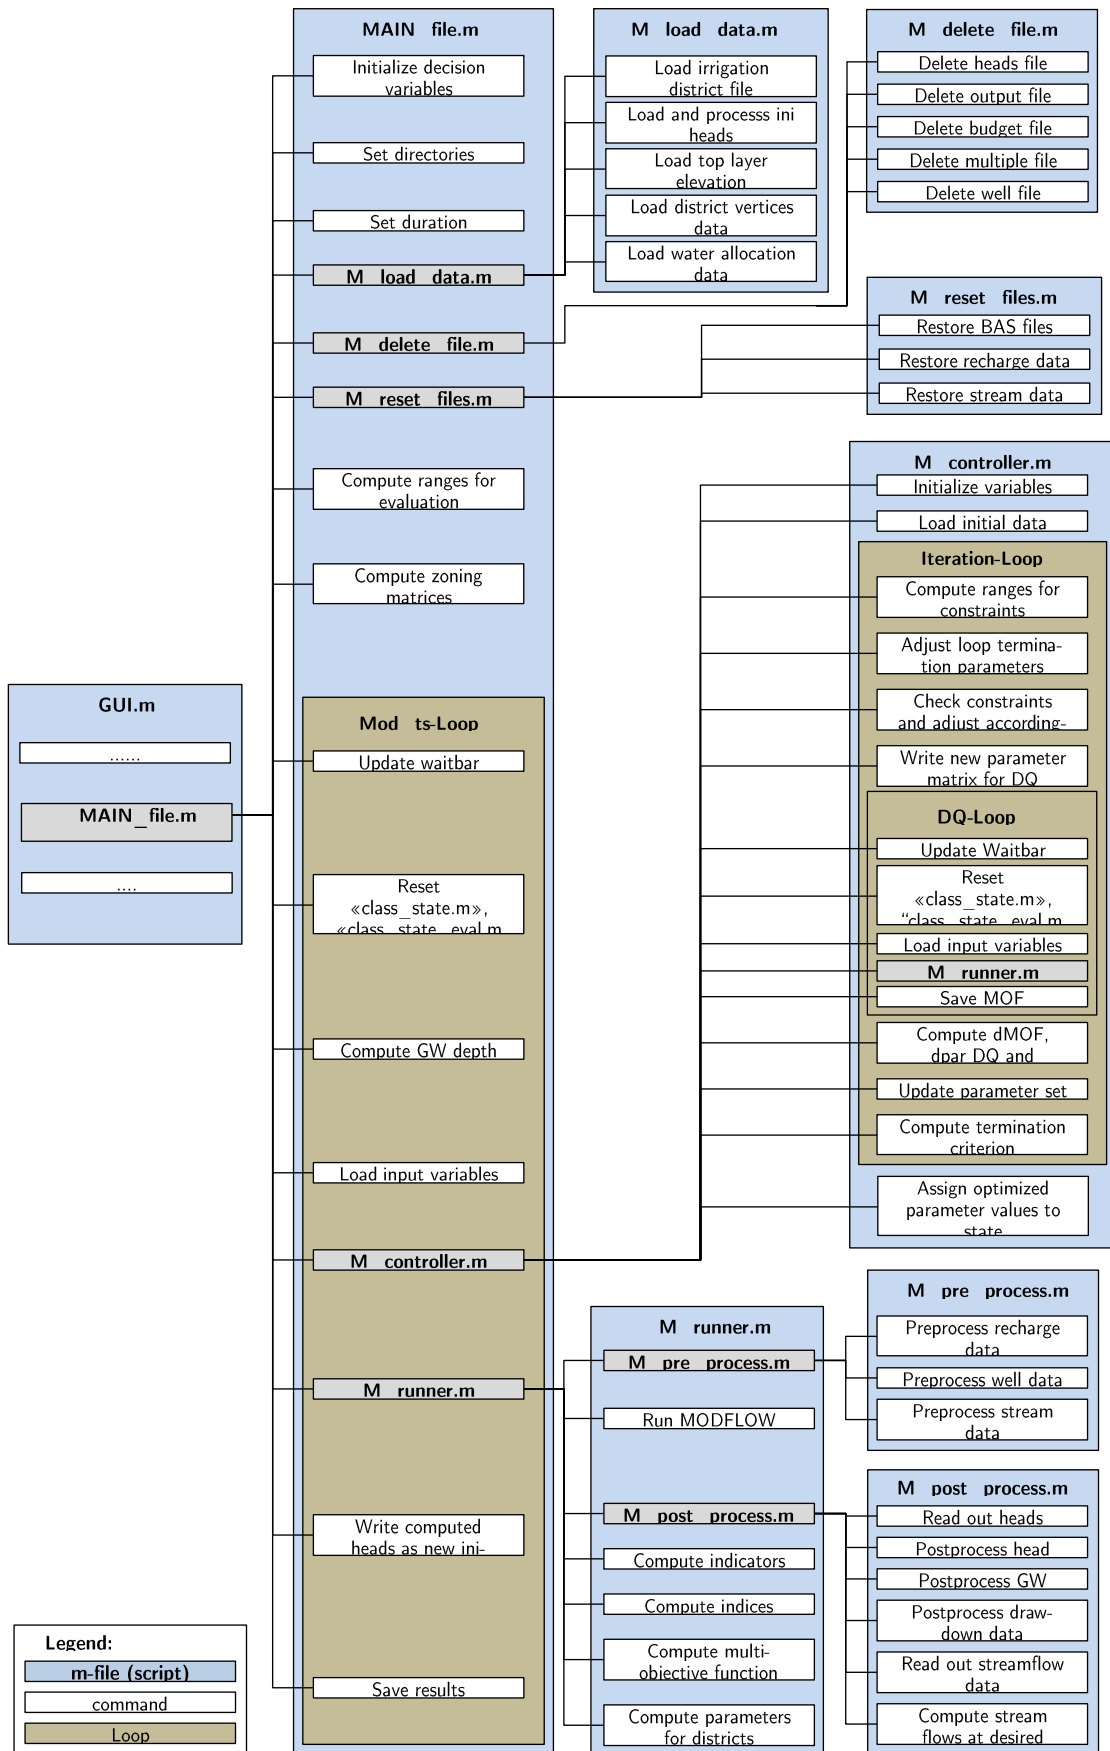 GUI.m
......
MAIN_file.m
....
MAIN file.m
Initialize decision
variables
Set directories
Set duration
M load data.m
M delete file.m
M reset files.m
Compute ranges for
evaluation
Compute zoning
matrices
Mod ts-Loop
Update waitbar
Reset
«class_state.m»,
«class_state_eval.m
Compute GW depth
Load input variables
M controller.m
M runner.m
Write computed
heads as new ini-
Save results
M load data.m
Load irrigation
district file
Load and processs ini
heads
Load top layer
elevation
Load district vertices
data
Load water allocation
data
M delete file.m
Delete heads file
Delete output file
Delete budget file
Delete multiple file
Delete well file
M reset files.m
Restore BAS files
Restore recharge data
Restore stream data
M controller.m
Initialize variables
Load initial data
Iteration-Loop
Compute ranges for
constraints
Adjust loop termina-
tion parameters
Check constraints
and adjust according-
Write new parameter
matrix for DQ
DQ-Loop
Update Waitbar
Reset
«class_state.m»,
“class_state_eval.m
Load input variables
M runner.m
Save MOF
Compute dMOF,
dpar DQ and
Update parameter set
Compute termination
criterion
Assign optimized
parameter values to
state
M runner.m
M pre process.m
Run MODFLOW
M post process.m
Compute indicators
Compute indices
Compute multi-
objective function
Compute parameters
for districts
M pre process.m
Preprocess recharge
data
Preprocess well data
Preprocess stream
data
M post process.m
Read out heads
Postprocess head
Postprocess GW
Postprocess draw-
down data
Read out streamflow
data
Compute stream
flows at desired
Legend:
m-file (script)
command
Loop